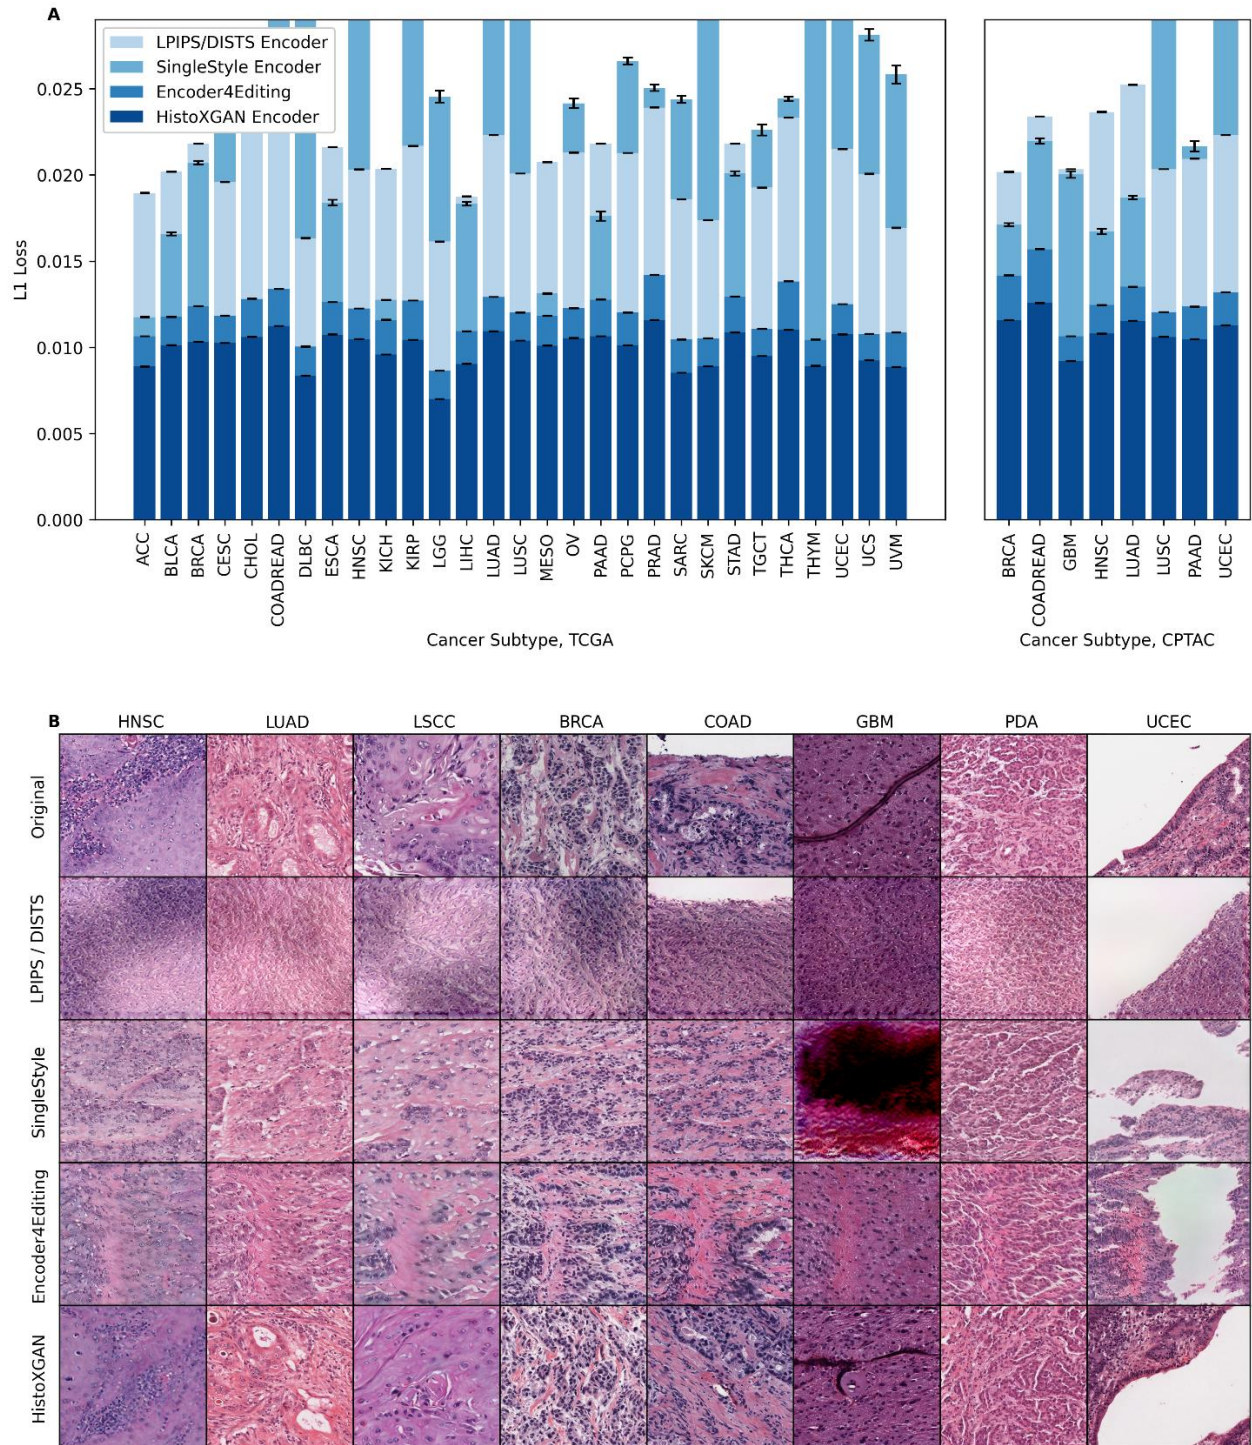 A
LPIPS/DISTS Encoder
SingleStyle Encoder
Encoder4Editing
HistoXGAN Encoder
L1 Loss
0.025
0.020
0.015
0.010
0.005
0.000
ACC
BLCA
BRCA
CESC
CHOL
COADREAD
DLBC
ESCA
HNSC
KICH
KIRP
LGG
LIHC
LUAD
LUSC
MESO
OV
PAAD
PCPG
PRAD
SARC
SKCM
STAD
TGCT
THCA
THYM
UCEC
UCS
UVM
Cancer Subtype, TCGA
BRCA
COADREAD
GBM
HNSC
LUAD
LUSC
PAAD
UCEC
Cancer Subtype, CPTAC
B
HNSC LUAD LSCC BRCA COAD GBM PDA UCEC
Original
LPIPS / DISTS
SingleStyle
Encoder4Editing
HistoXGAN